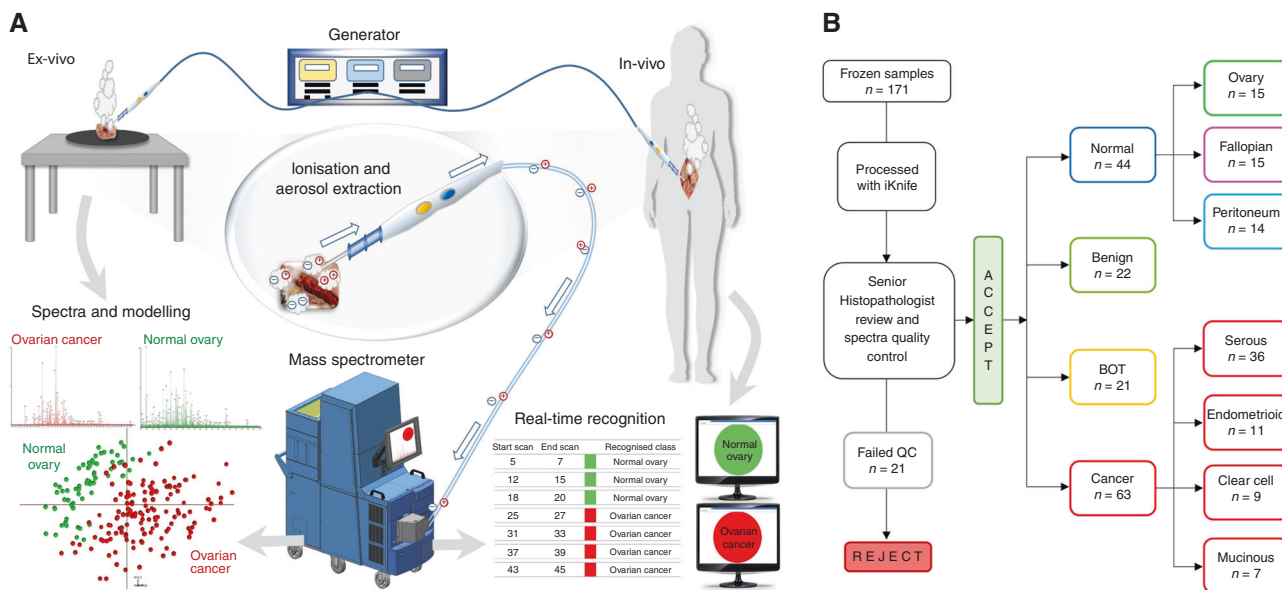 A
Ex-vivo
Generator
In-vivo
Ionisation and
aerosol extraction
Spectra and modelling
Ovarian cancer
Normal ovary
Normal
ovary
Ovarian
cancer
Mass spectrometer
Real-time recognition
Start scan End scan Recognised class
5 7 Normal ovary
12 15 Normal ovary
18 20 Normal ovary
25 27 Ovarian cancer
31 33 Ovarian cancer
37 39 Ovarian cancer
43 45 Ovarian cancer
Normal
ovary
Ovarian
cancer
B
Frozen samples
n = 171
Processed
with iKnife
Senior
Histopathologist
review and
spectra quality
control
Failed QC
n = 21
REJECT
ACCEPT
Normal
n = 44
Benign
n = 22
BOT
n = 21
Cancer
n = 63
Ovary
n = 15
Fallopian
n = 15
Peritoneum
n = 14
Serous
n = 36
Endometrioid
n = 11
Clear cell
n = 9
Mucinous
n = 7